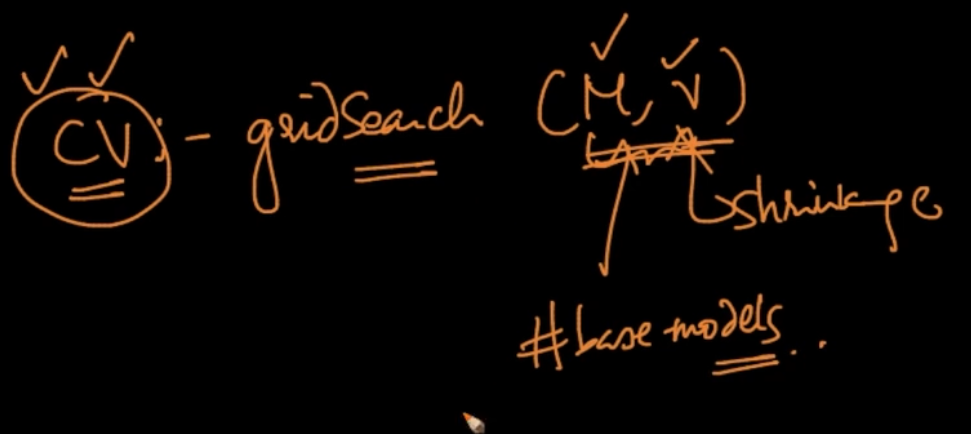 CV :- gridSearch (M, ν)
shrinkage
#base models..